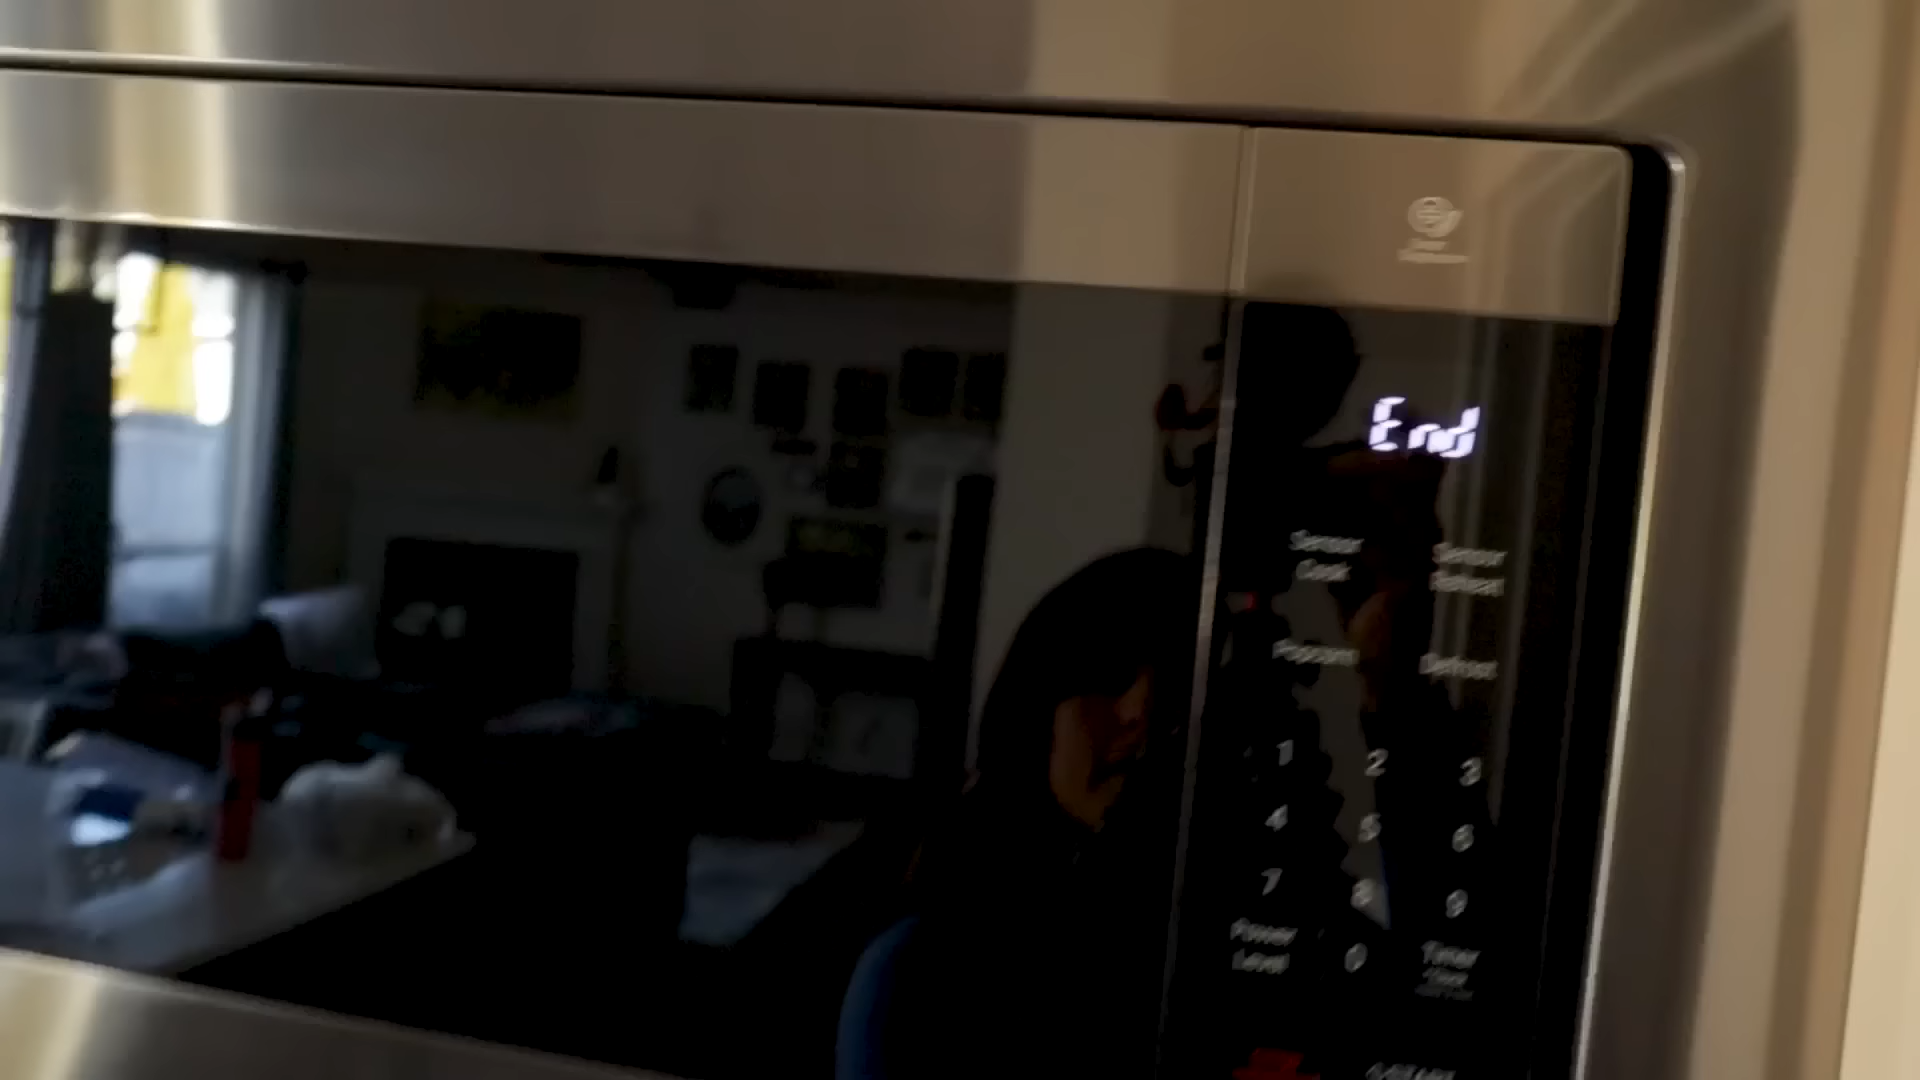 End
Sensor Sensor
Cook Reheat
Popcorn Defrost
1 2 3
4 5 6
7 8 9
Power Timer
Level 0